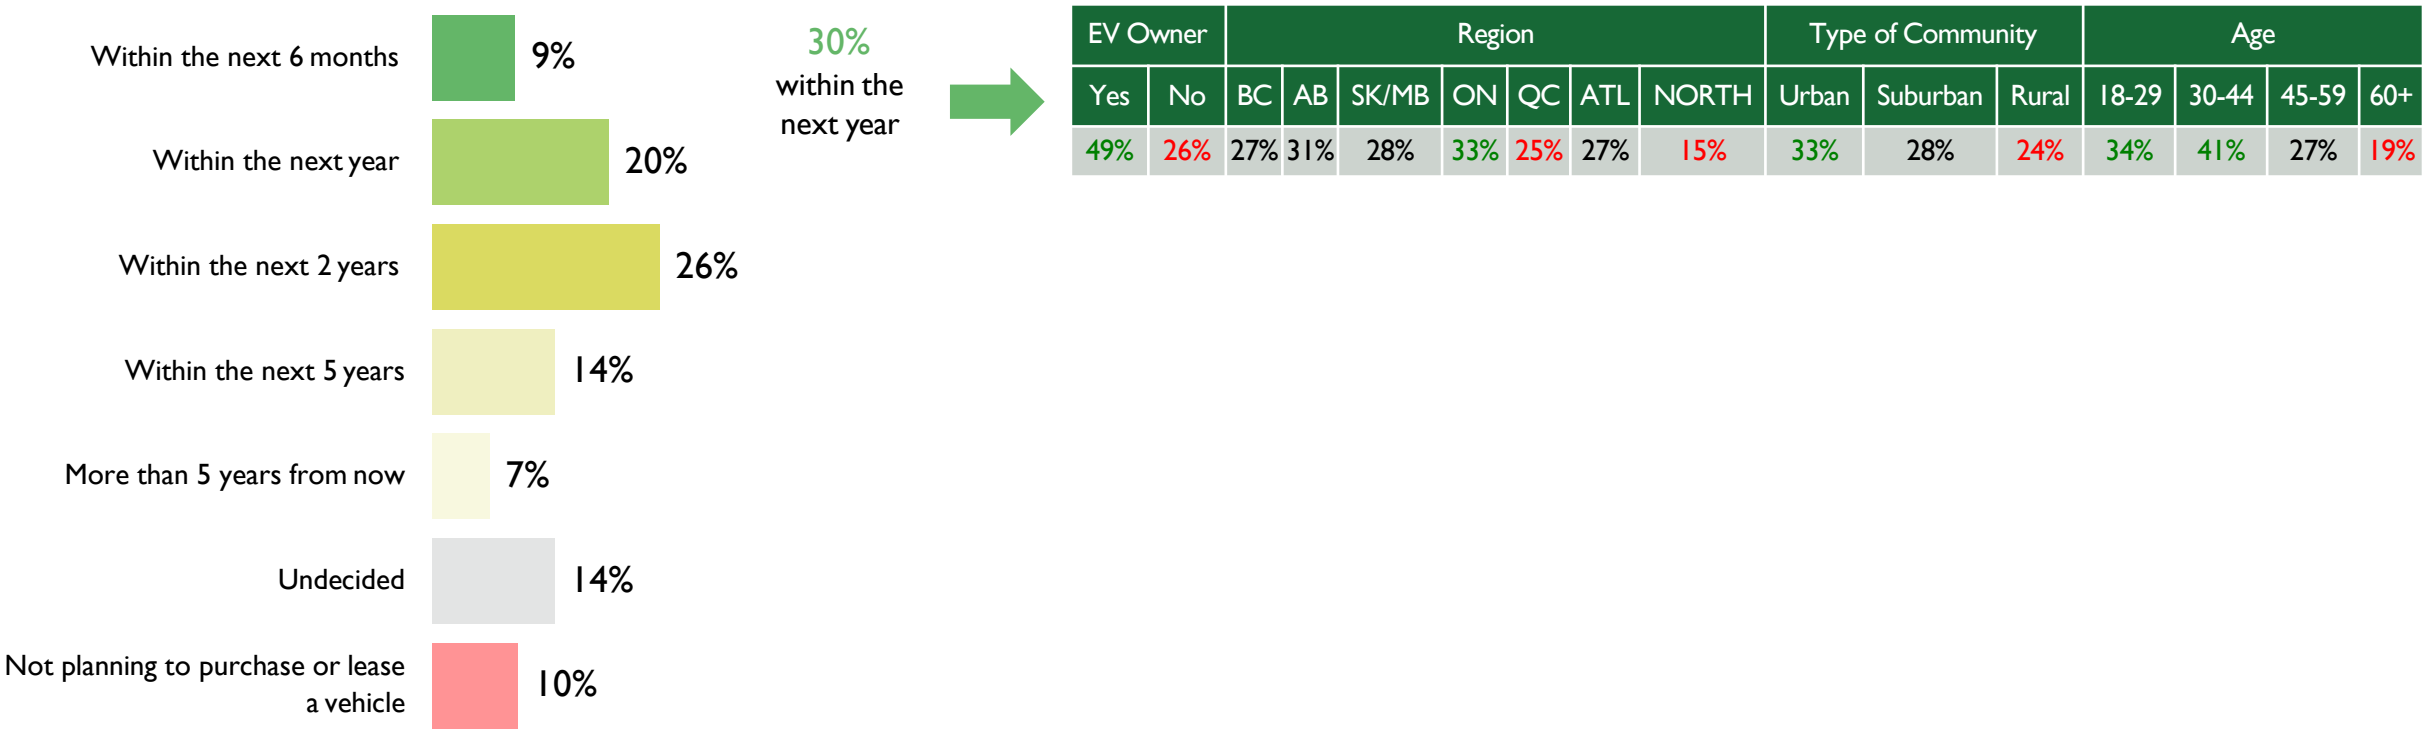 Within the next 6 months 9%
Within the next year 20%
Within the next 2 years 26%
Within the next 5 years 14%
More than 5 years from now 7%
Undecided 14%
Not planning to purchase or lease
a vehicle 10%
30%
within the
next year
EV Owner Region Type of Community Age
Yes No BC AB SK/MB ON QC ATL NORTH Urban Suburban Rural 18-29 30-44 45-59 60+
49% 26% 27% 31% 28% 33% 25% 27% 15% 33% 28% 24% 34% 41% 27% 19%